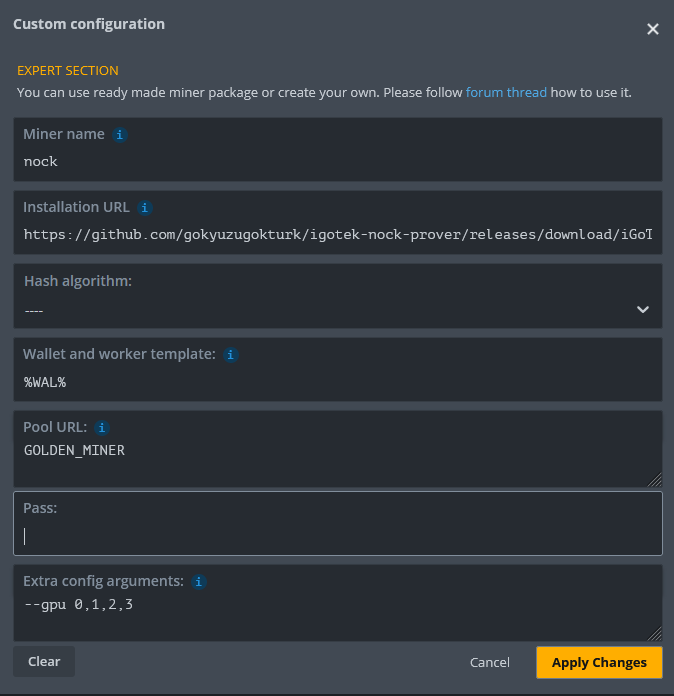 Custom configuration
EXPERT SECTION
You can use ready made miner package or create your own. Please follow forum thread how to use it.
Miner name i
nock
Installation URL i
https://github.com/gokyuzugokturk/igotek-nock-prover/releases/download/iGoT
Hash algorithm:
----
Wallet and worker template: i
%WAL%
Pool URL: i
GOLDEN_MINER
Pass:
Extra config arguments: i
--gpu 0,1,2,3
Clear
Cancel
Apply Changes